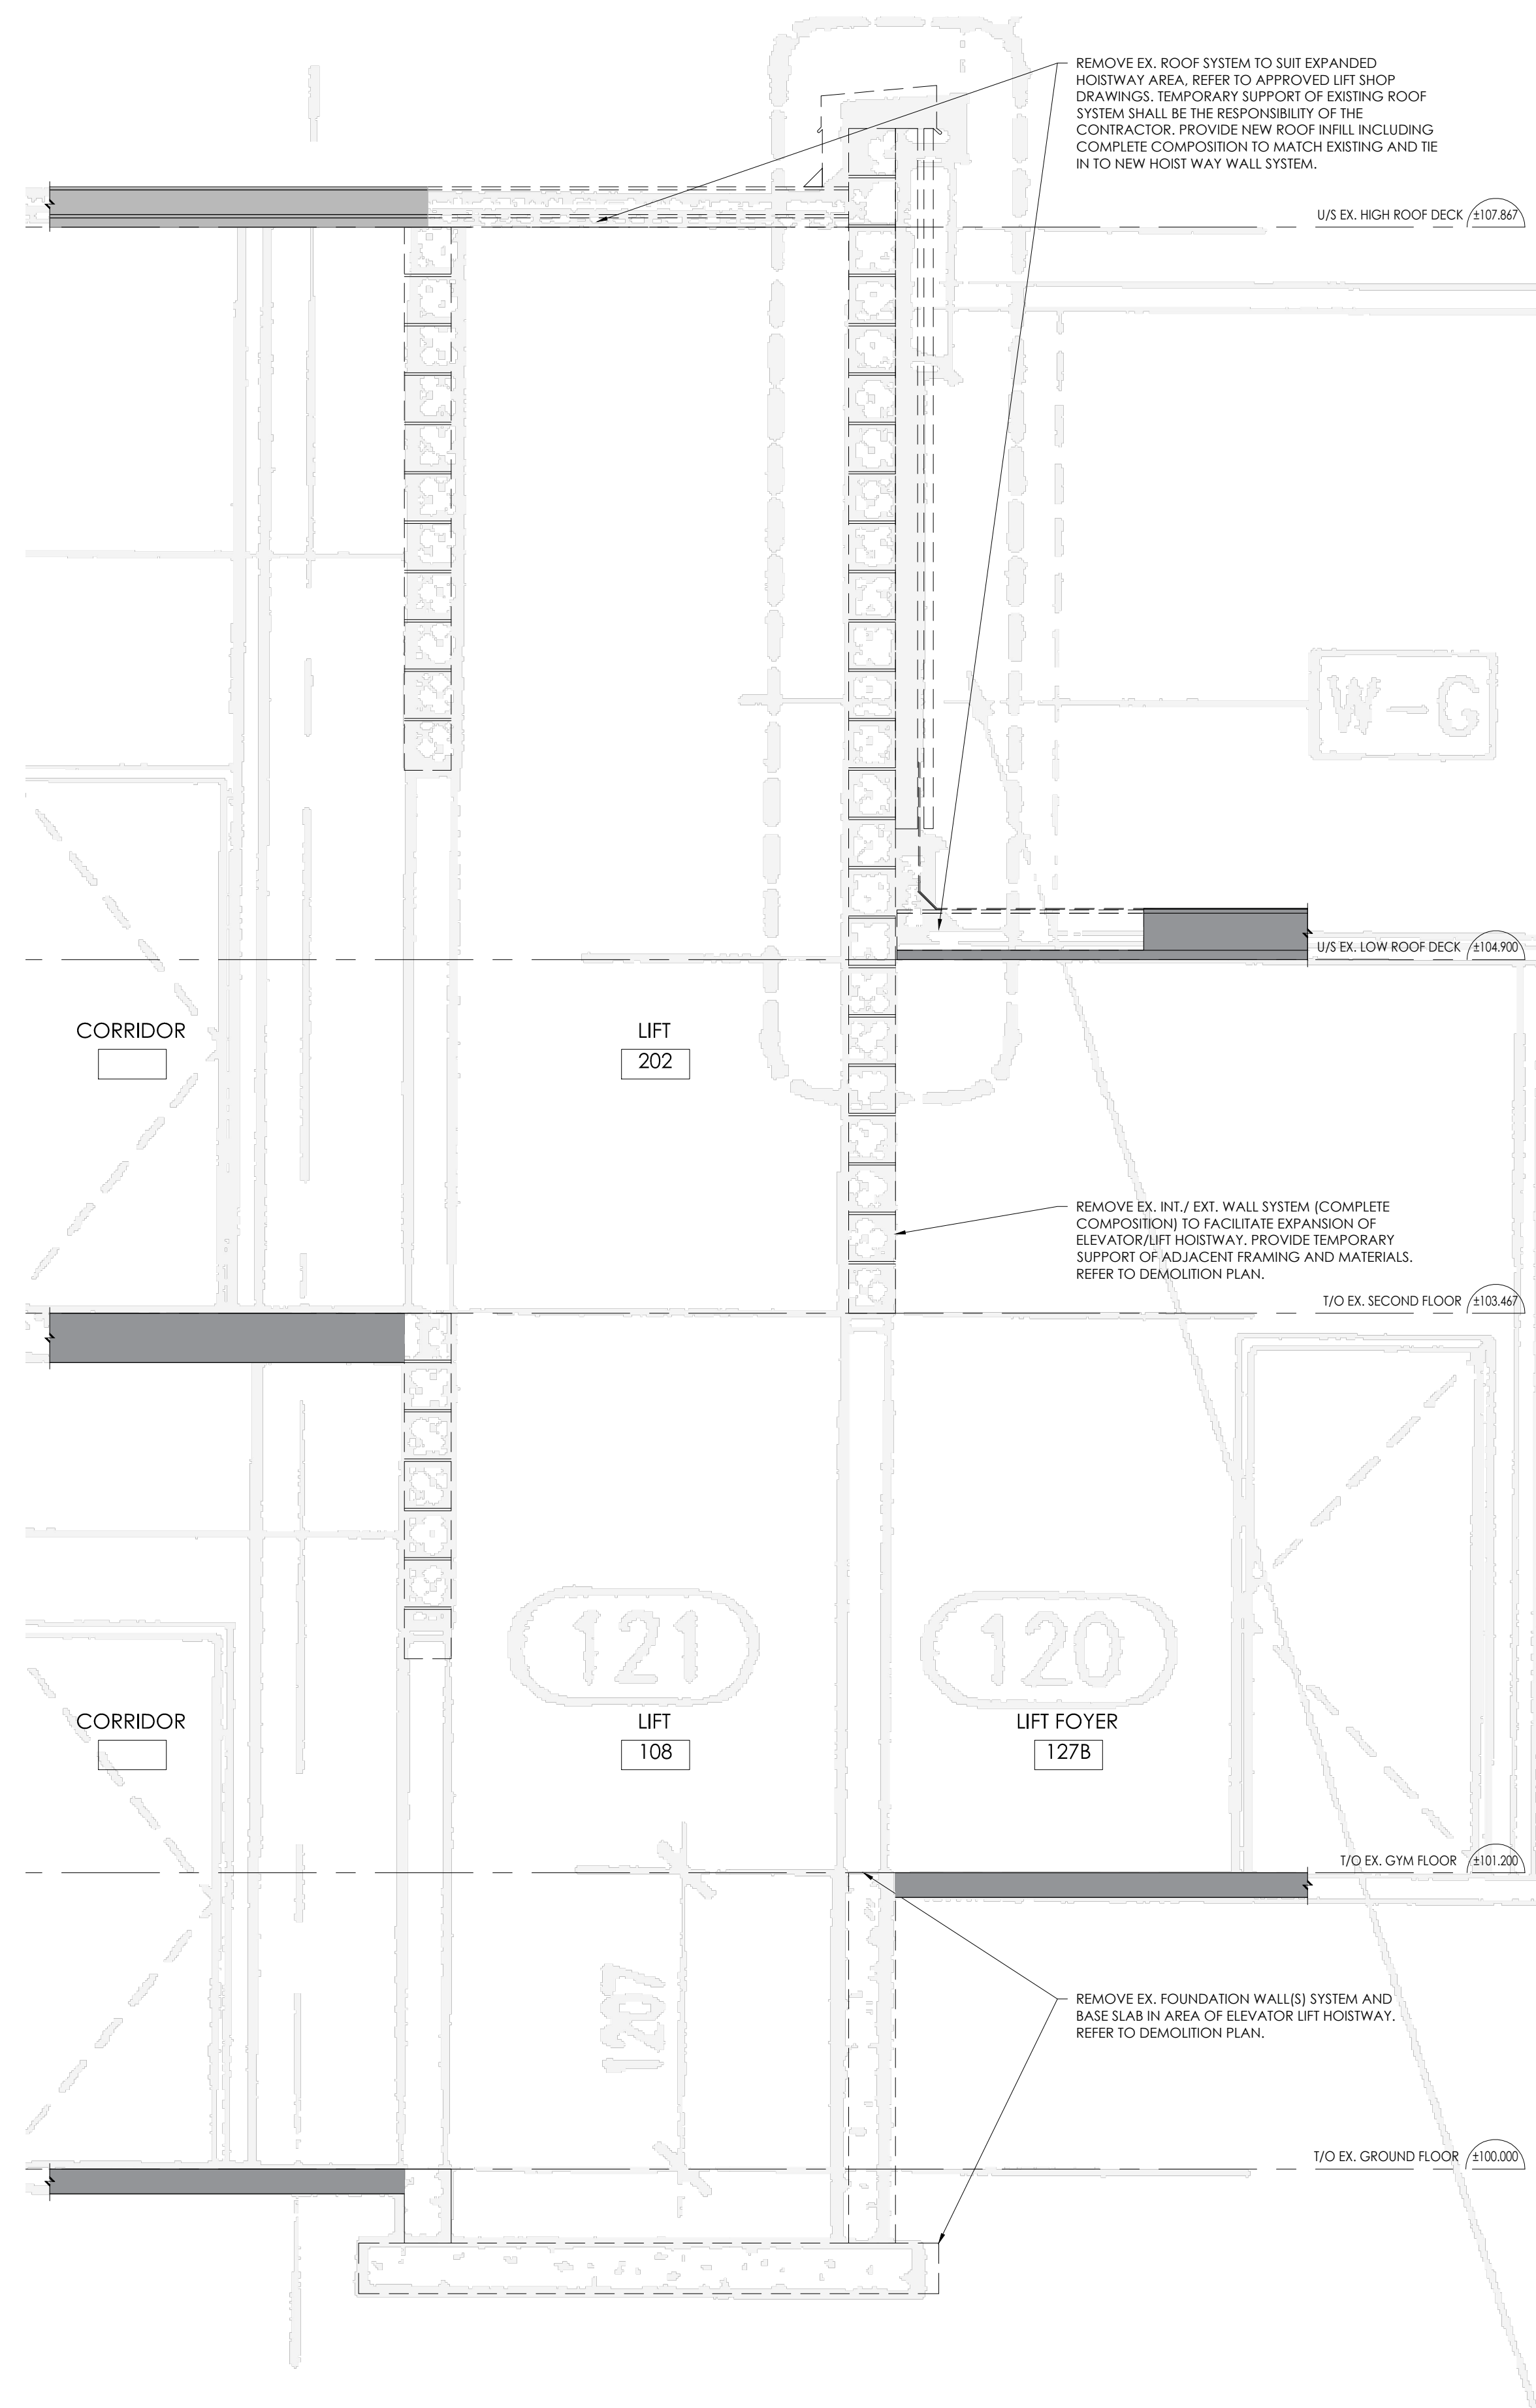 REMOVE EX. ROOF SYSTEM TO SUIT EXPANDED
HOISTWAY AREA, REFER TO APPROVED LIFT SHOP
DRAWINGS. TEMPORARY SUPPORT OF EXISTING ROOF
SYSTEM SHALL BE THE RESPONSIBILITY OF THE
CONTRACTOR. PROVIDE NEW ROOF INFILL INCLUDING
COMPLETE COMPOSITION TO MATCH EXISTING AND TIE
IN TO NEW HOIST WAY WALL SYSTEM.
U/S EX. HIGH ROOF DECK ±107.867
W-G
U/S EX. LOW ROOF DECK ±104.900
CORRIDOR
LIFT
202
REMOVE EX. INT./ EXT. WALL SYSTEM (COMPLETE
COMPOSITION) TO FACILITATE EXPANSION OF
ELEVATOR/LIFT HOISTWAY. PROVIDE TEMPORARY
SUPPORT OF ADJACENT FRAMING AND MATERIALS.
REFER TO DEMOLITION PLAN.
T/O EX. SECOND FLOOR ±103.467
121
120
CORRIDOR
LIFT
108
LIFT FOYER
127B
T/O EX. GYM FLOOR ±101.200
1207
REMOVE EX. FOUNDATION WALL(S) SYSTEM AND
BASE SLAB IN AREA OF ELEVATOR LIFT HOISTWAY.
REFER TO DEMOLITION PLAN.
T/O EX. GROUND FLOOR ±100.000